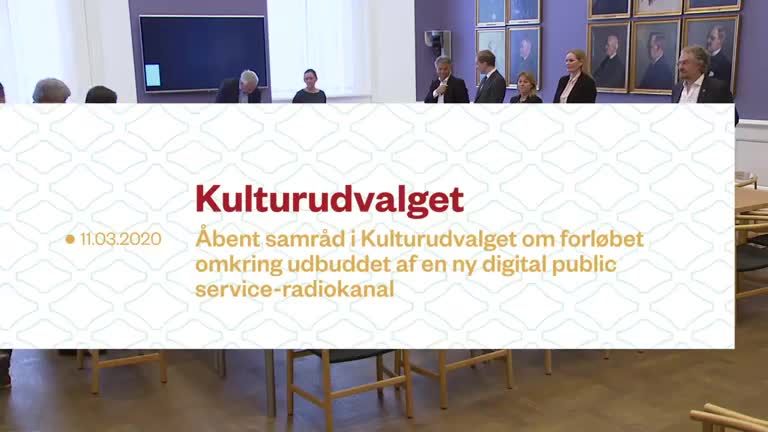 Kulturudvalget
11.03.2020
Åbent samråd i Kulturudvalget om forløbet
omkring udbuddet af en ny digital public
service-radiokanal